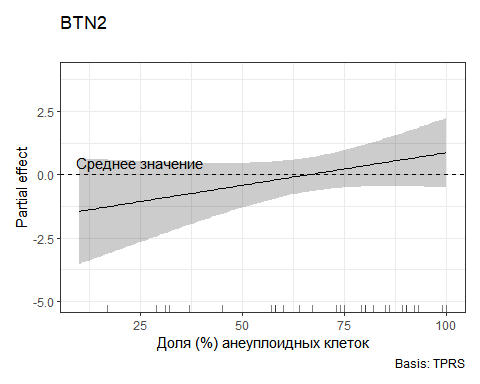 BTN2
2.5
Среднее значение
0.0
Partial effect
-2.5
-5.0
25
50
75
100
Доля (%) анеуплоидных клеток
Basis: TPRS